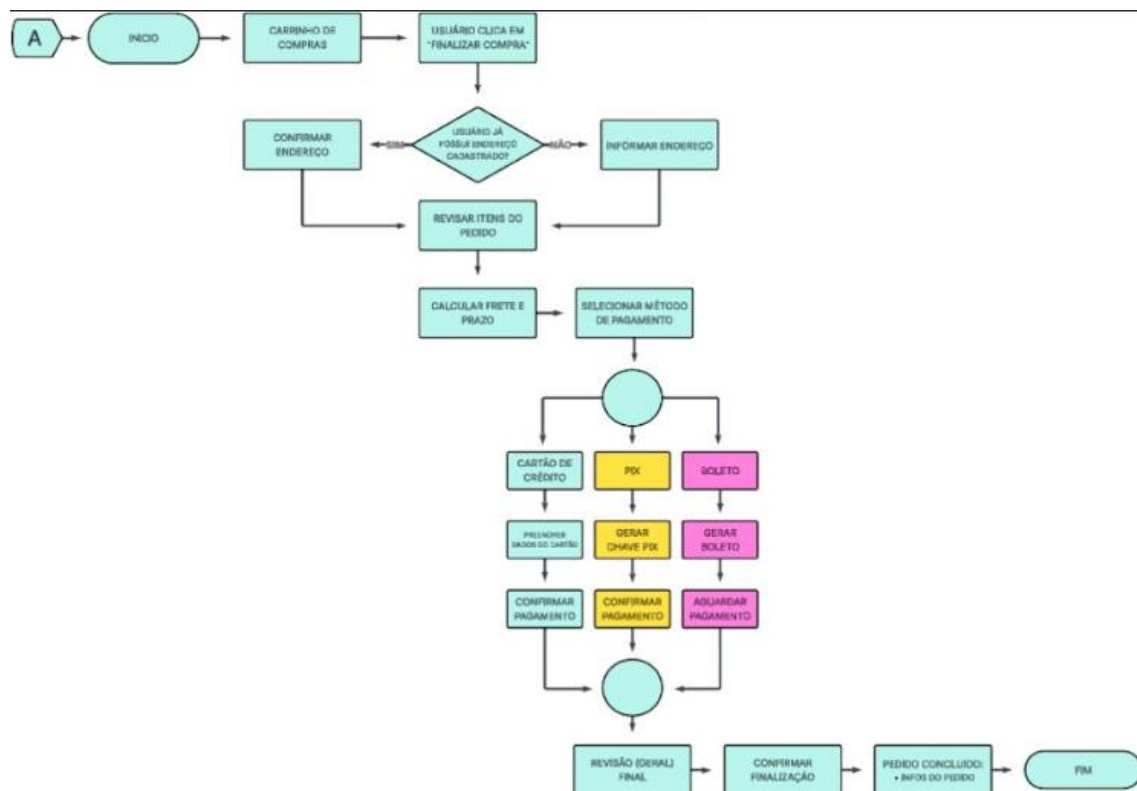 A
INICIO
CARRINHO DE
COMPRAS
USUÁRIO CLICA EM
"FINALIZAR COMPRA"
USUÁRIO JÁ
POSSUI ENDEREÇO
CADASTRADO?
SIM
NÃO
CONFIRMAR
ENDEREÇO
INFORMAR ENDEREÇO
REVISAR ITENS DO
PEDIDO
CALCULAR FRETE E
PRAZO
SELECIONAR MÉTODO
DE PAGAMENTO
CARTÃO DE
CRÉDITO
PIX
BOLETO
PREENCHER
DADOS DO CARTÃO
GERAR
CHAVE PIX
GERAR
BOLETO
CONFIRMAR
PAGAMENTO
CONFIRMAR
PAGAMENTO
AGUARDAR
PAGAMENTO
REVISÃO (GERAL)
FINAL
CONFIRMAR
FINALIZAÇÃO
PEDIDO CONCLUIDO:
• INFOS DO PEDIDO
FIM